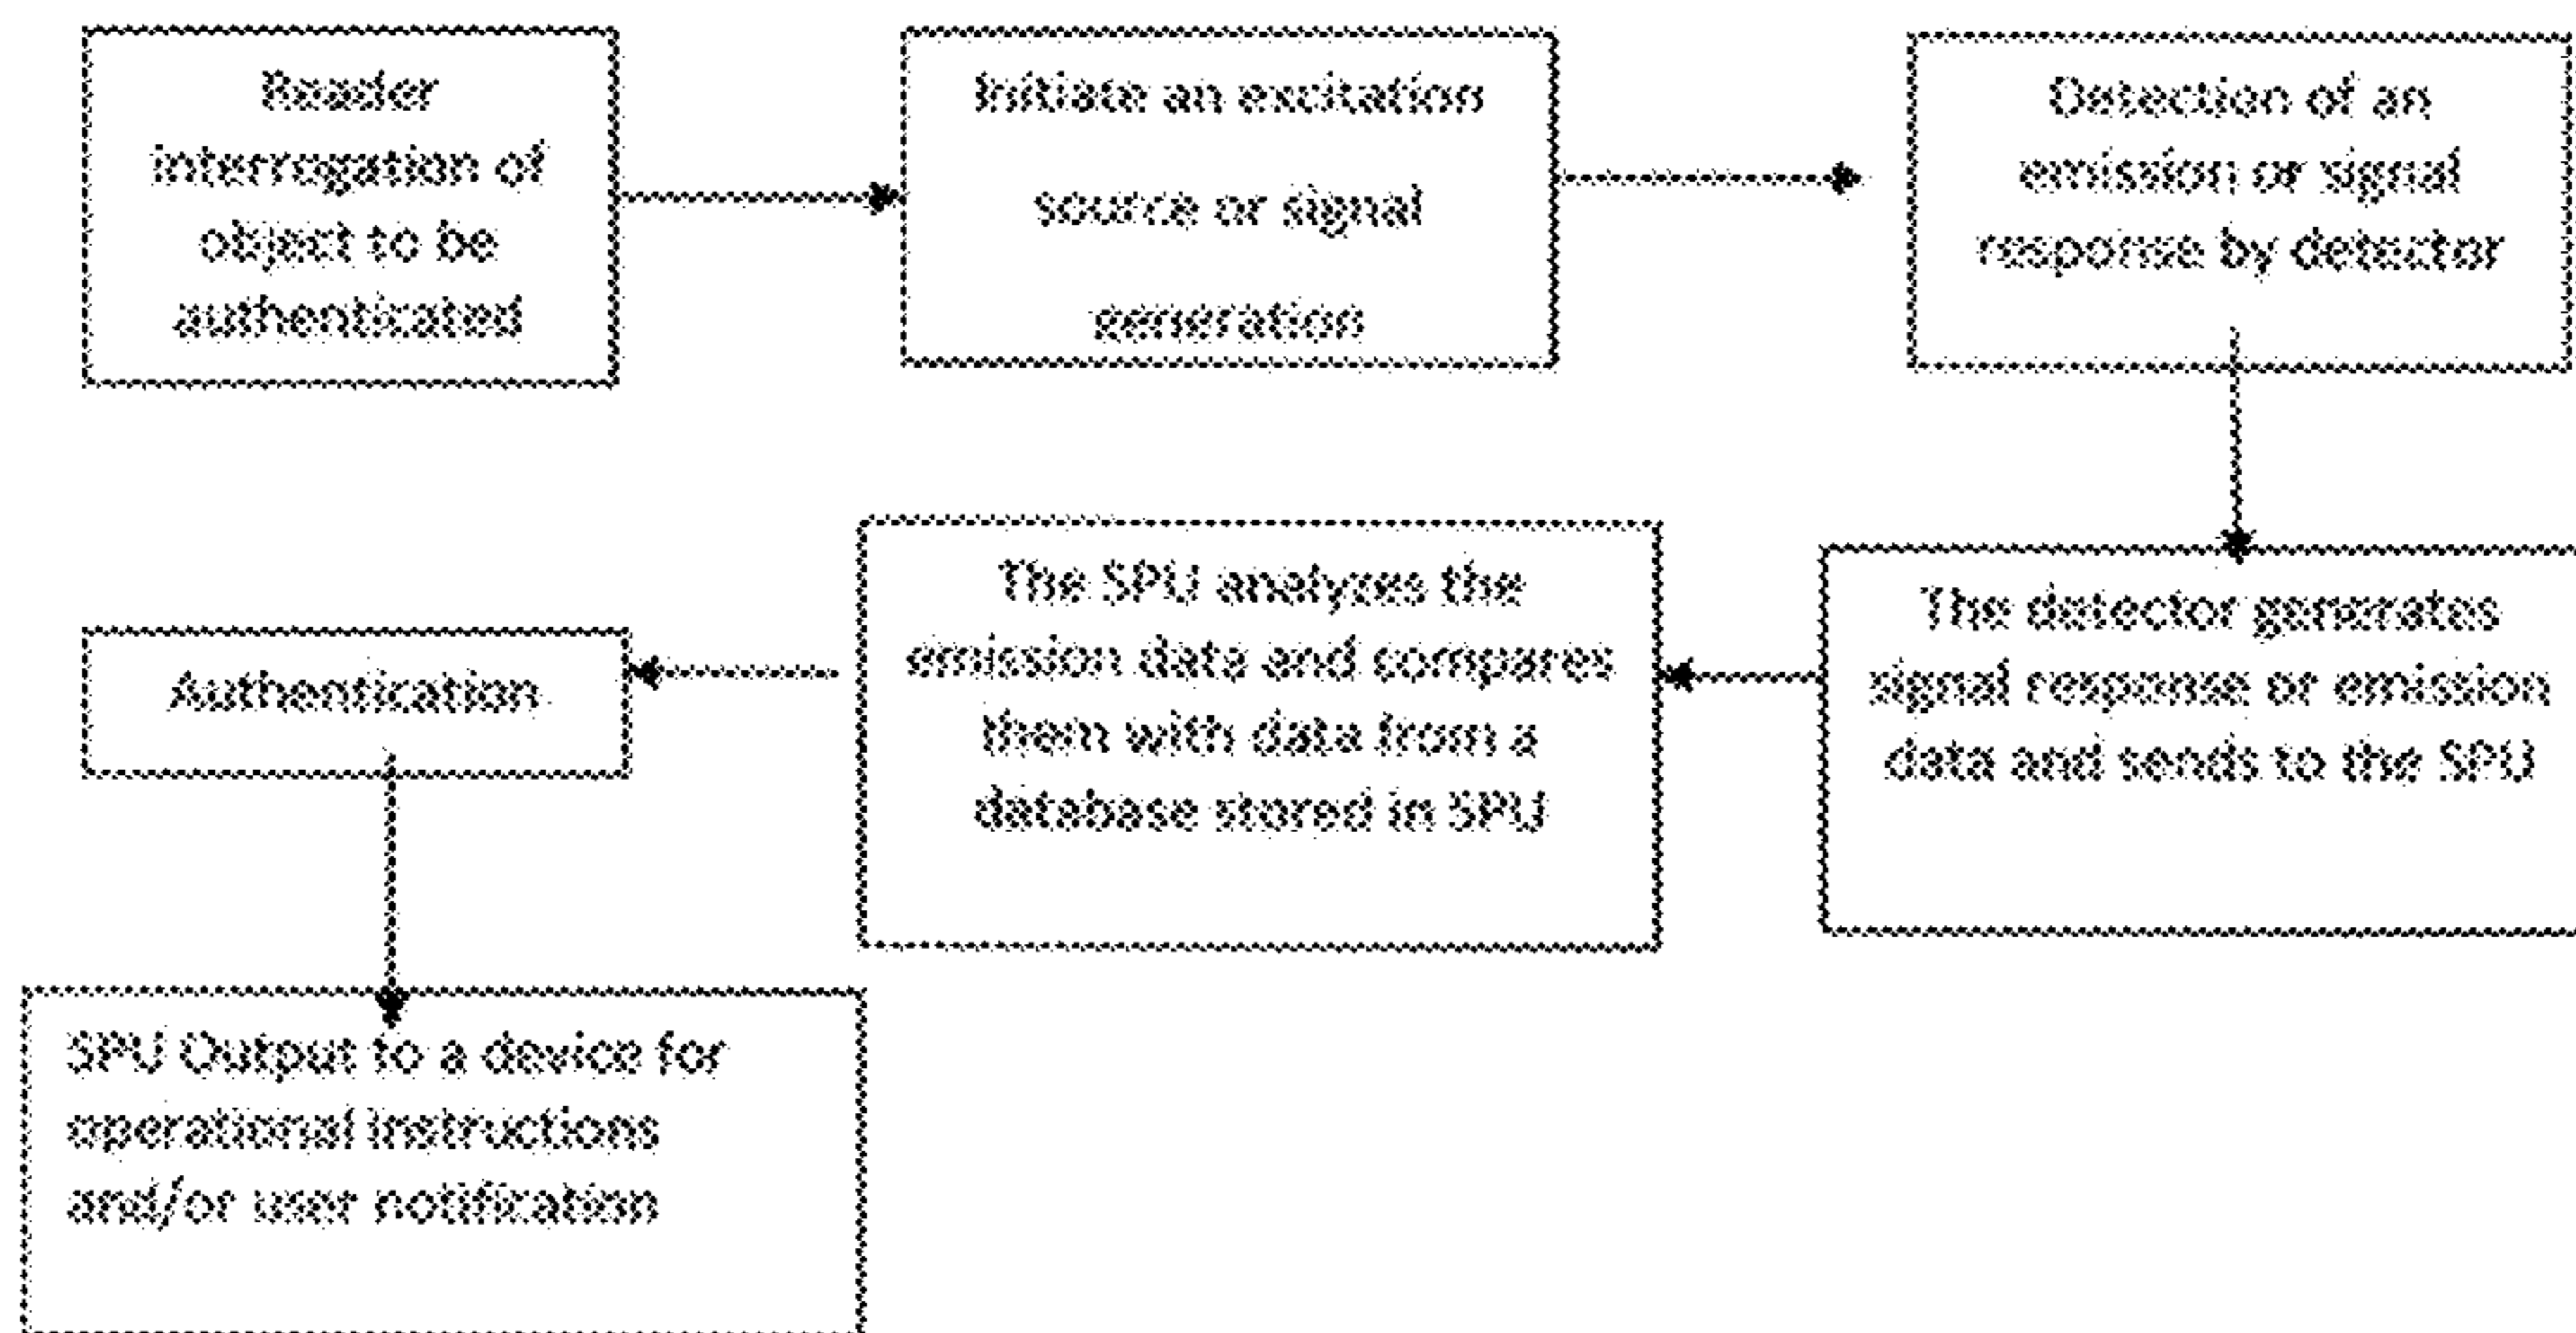 Reader
interrogation of
object to be
authenticated
Initiate an excitation
source or signal
generation
Detection of an
emission or signal
response by detector
The detector generates
signal response or emission
data and sends to the SPU
The SPU analyzes the
emission data and compares
them with data from a
database stored in SPU
Authentication
SPU Output to a device for
operational instructions
and/or user notification